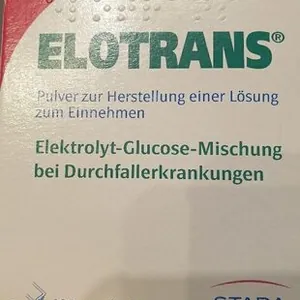 ELOTRANS®
Pulver zur Herstellung einer Lösung
zum Einnehmen
Elektrolyt-Glucose-Mischung
bei Durchfallerkrankungen